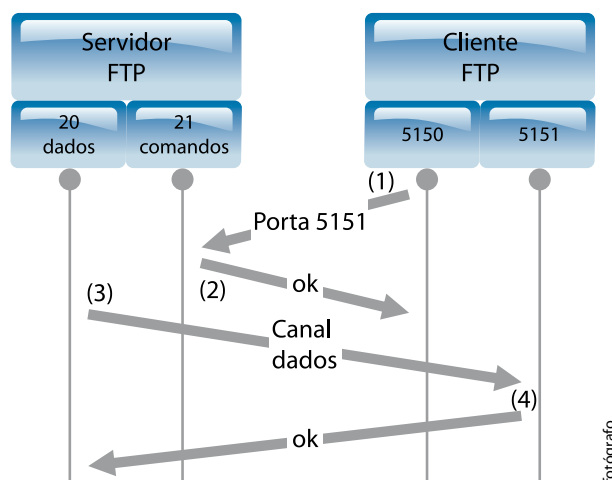 Servidor
FTP
Cliente
FTP
20
dados
21
comandos
5150
5151
(1)
Porta 5151
(2)
ok
(3)
Canal
dados
(4)
ok
fotógrafo